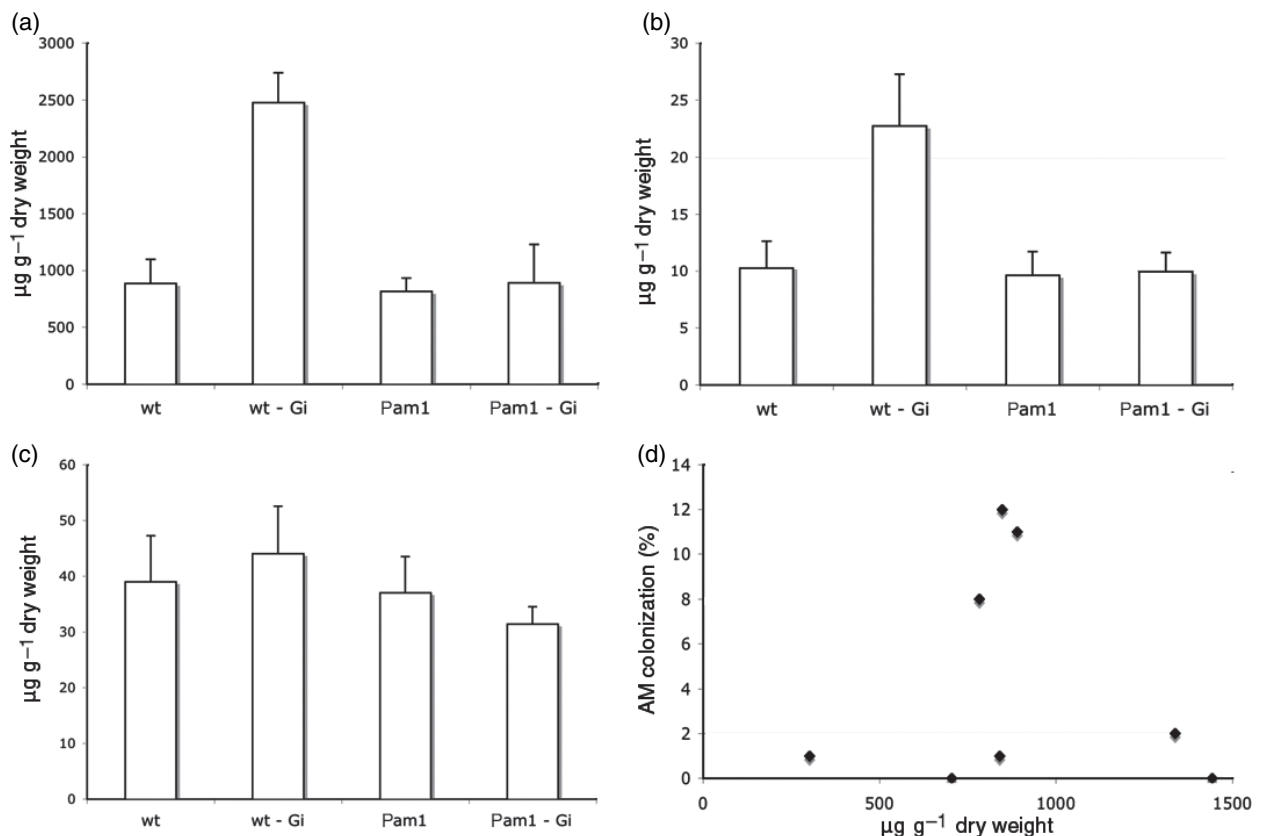 (a)
3000
2500
2000
1500
1000
500
0
µg g−1 dry weight
wt
wt - Gi
Pam1
Pam1 - Gi
(b)
30
25
20
15
10
5
0
µg g−1 dry weight
wt
wt - Gi
Pam1
Pam1 - Gi
(c)
60
50
40
30
20
10
0
µg g−1 dry weight
wt
wt - Gi
Pam1
Pam1 - Gi
(d)
14
12
10
8
6
4
2
0
AM colonization (%)
0
500
1000
1500
µg g−1 dry weight